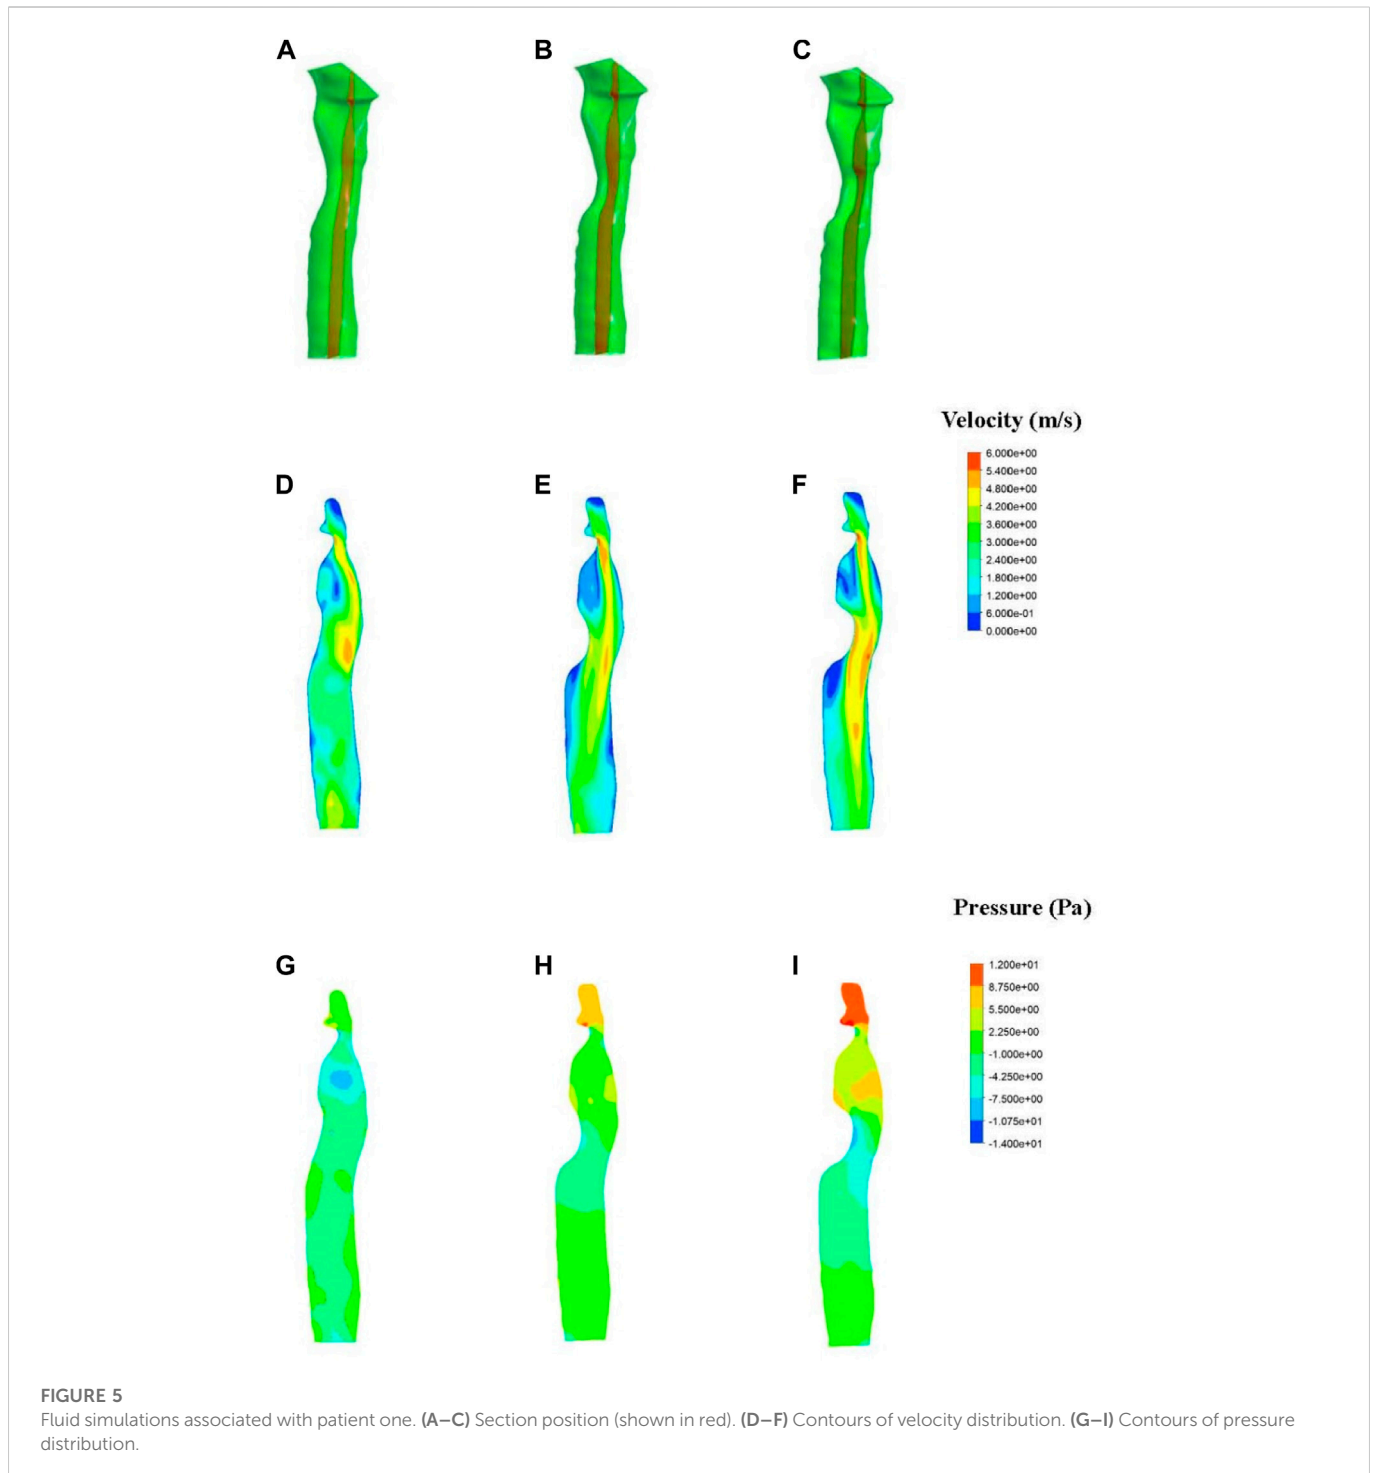 A
B
C
Velocity (m/s)
6.000e+00
5.400e+00
4.800e+00
4.200e+00
3.600e+00
3.000e+00
2.400e+00
1.800e+00
1.200e+00
6.000e-01
0.000e+00
D
E
F
Pressure (Pa)
G
H
I
1.200e+01
8.750e+00
5.500e+00
2.250e+00
-1.000e+00
-4.250e+00
-7.500e+00
-1.075e+01
-1.400e+01
FIGURE 5
Fluid simulations associated with patient one. (A–C) Section position (shown in red). (D–F) Contours of velocity distribution. (G–I) Contours of pressure
distribution.